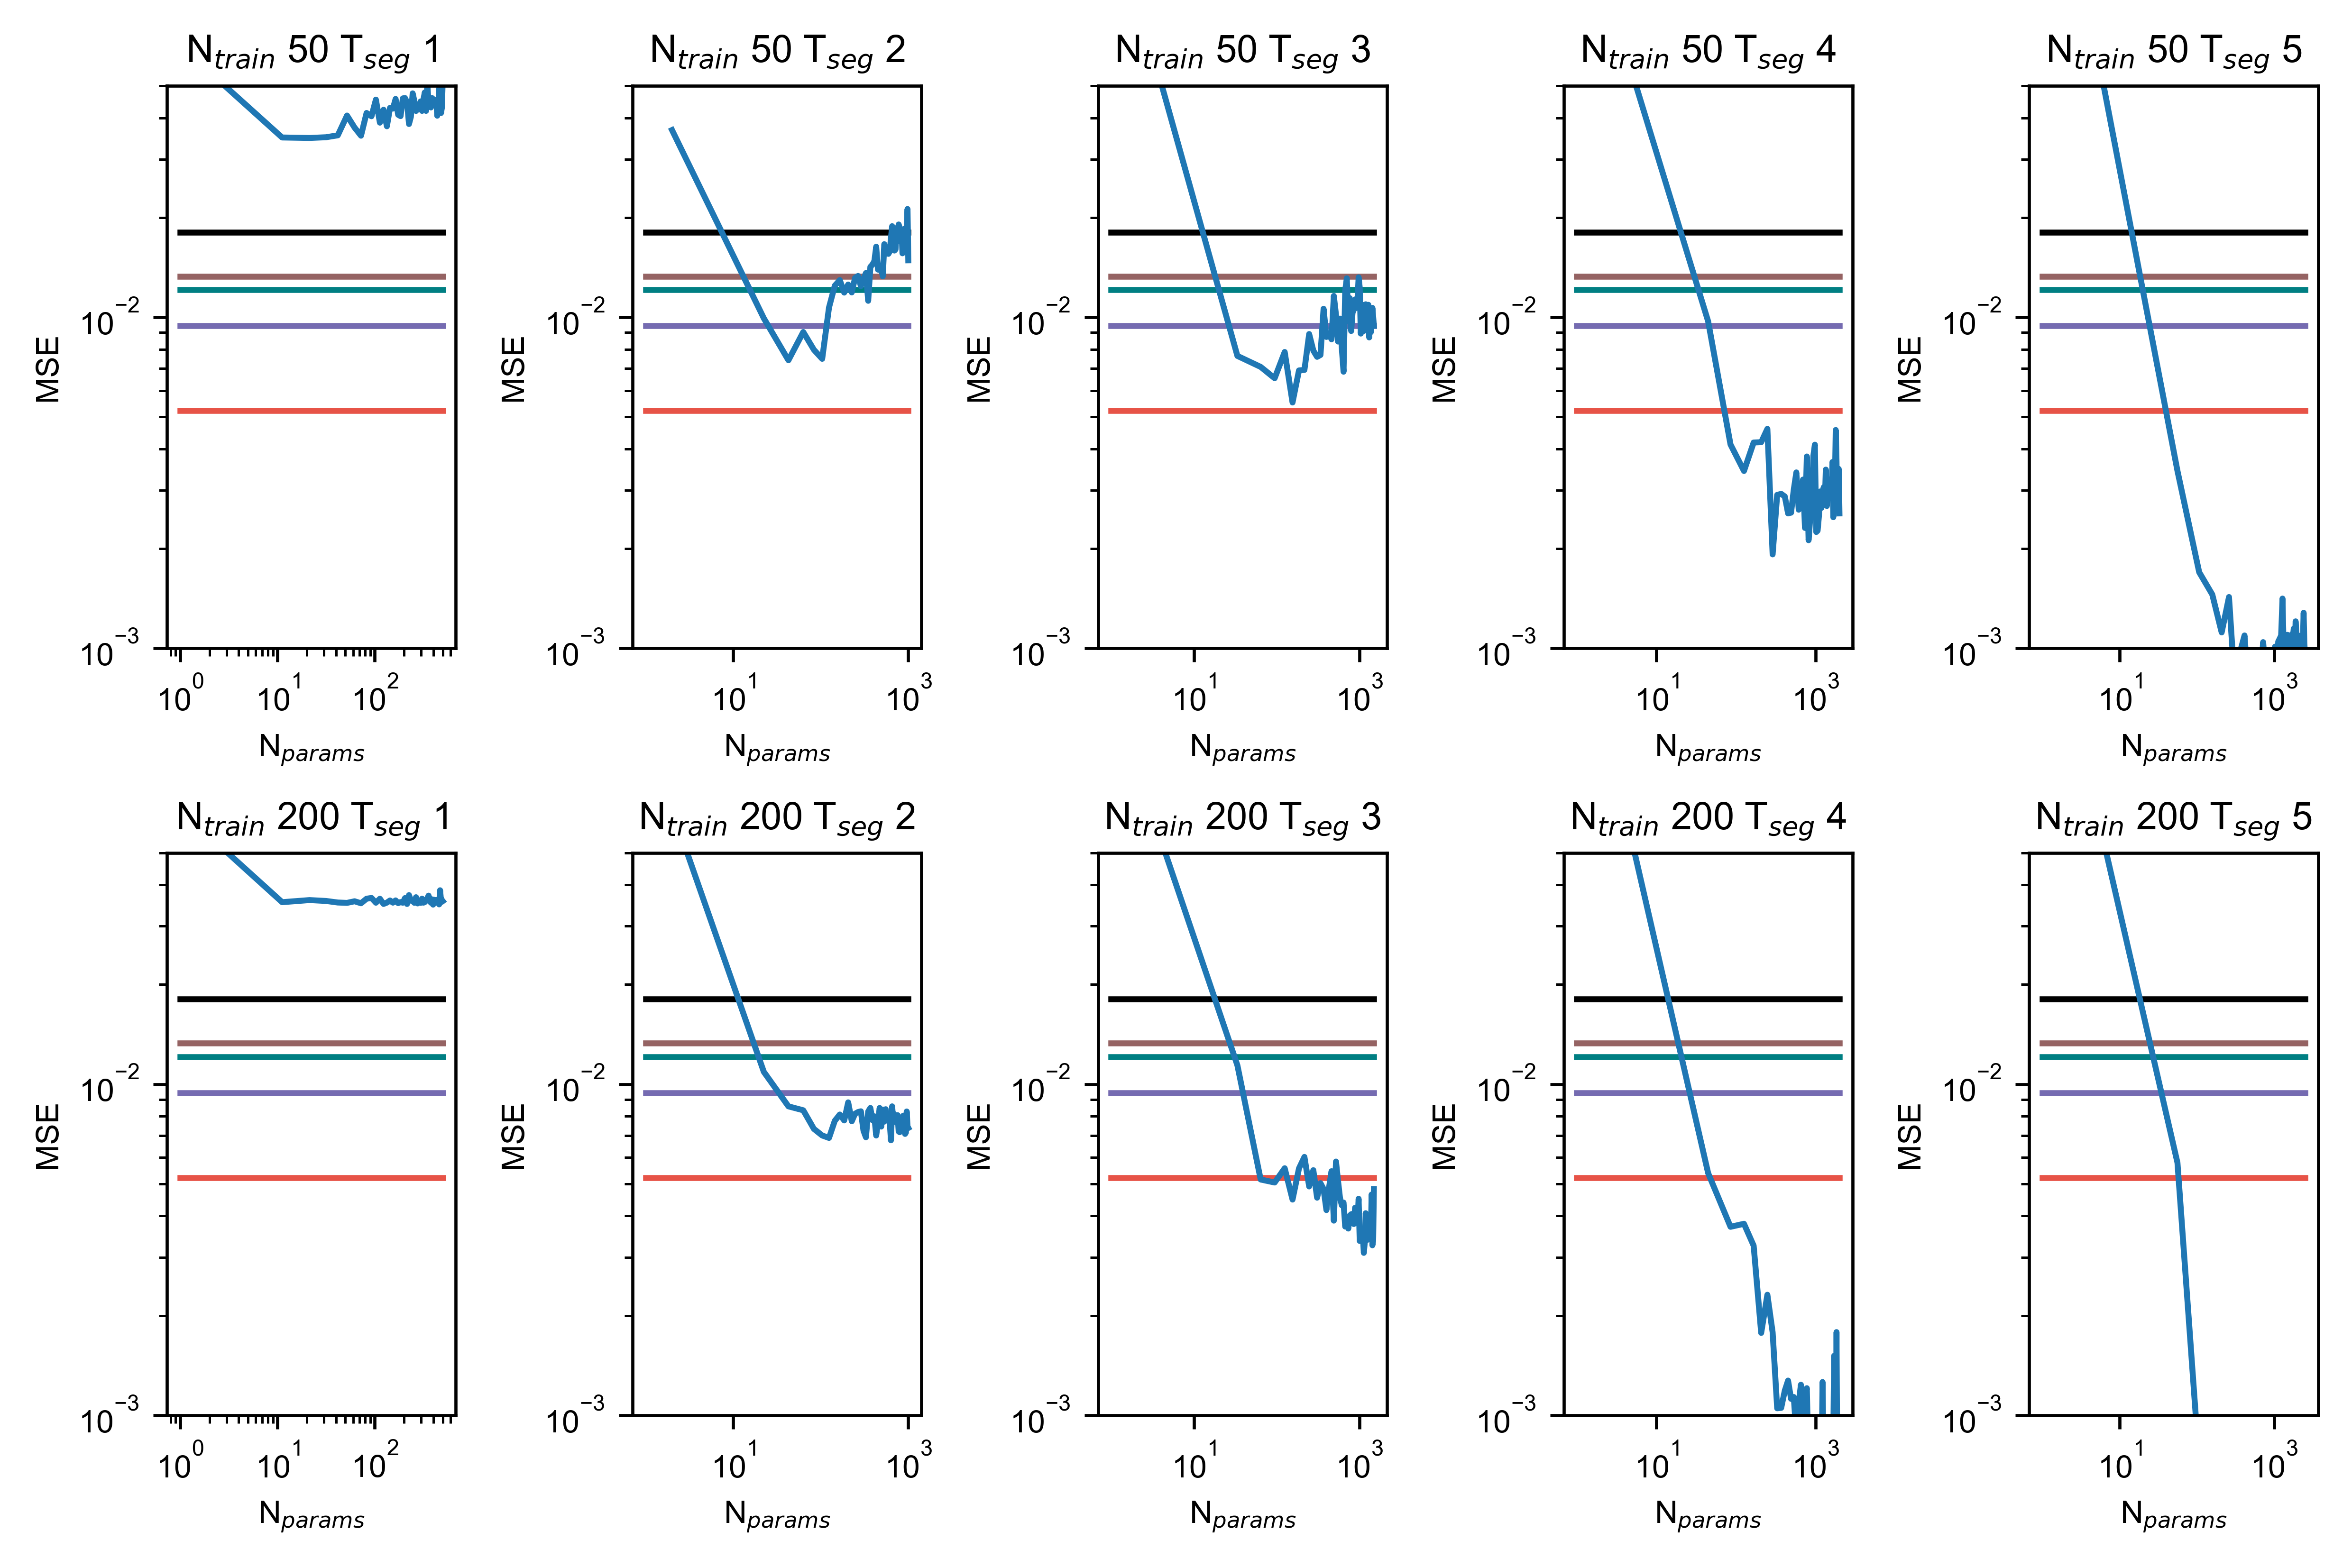 N_train 50 T_seg 1
N_train 50 T_seg 2
N_train 50 T_seg 3
N_train 50 T_seg 4
N_train 50 T_seg 5
MSE
10^−2
10^−3
10^0 10^1 10^2
N_params
MSE
10^−2
10^−3
10^1 10^3
N_params
MSE
10^−2
10^−3
10^1 10^3
N_params
MSE
10^−2
10^−3
10^1 10^3
N_params
MSE
10^−2
10^−3
10^1 10^3
N_params
N_train 200 T_seg 1
N_train 200 T_seg 2
N_train 200 T_seg 3
N_train 200 T_seg 4
N_train 200 T_seg 5
MSE
10^−2
10^−3
10^0 10^1 10^2
N_params
MSE
10^−2
10^−3
10^1 10^3
N_params
MSE
10^−2
10^−3
10^1 10^3
N_params
MSE
10^−2
10^−3
10^1 10^3
N_params
MSE
10^−2
10^−3
10^1 10^3
N_params